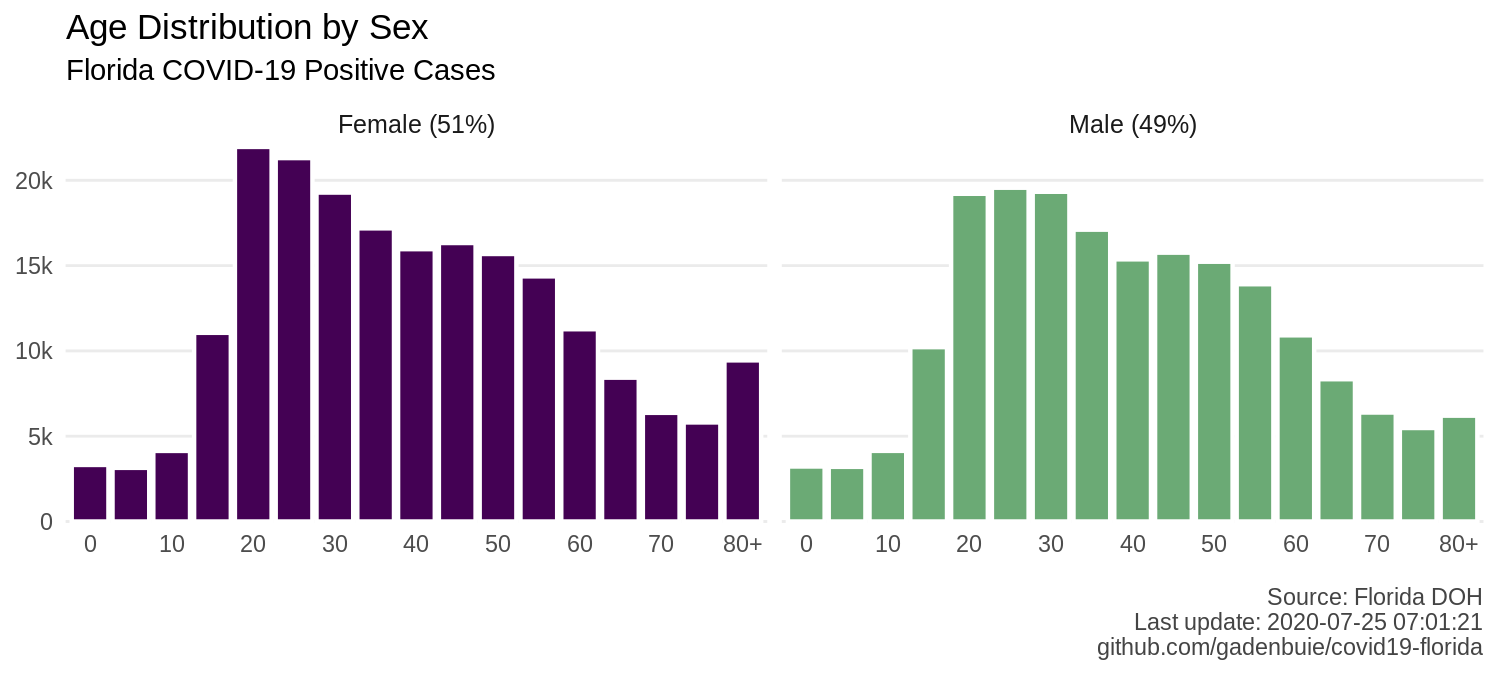 Age Distribution by Sex
Florida COVID-19 Positive Cases
Female (51%)
Male (49%)
20k
15k
10k
5k
0
0 10 20 30 40 50 60 70 80+
0 10 20 30 40 50 60 70 80+
Source: Florida DOH
Last update: 2020-07-25 07:01:21
github.com/gadenbuie/covid19-florida